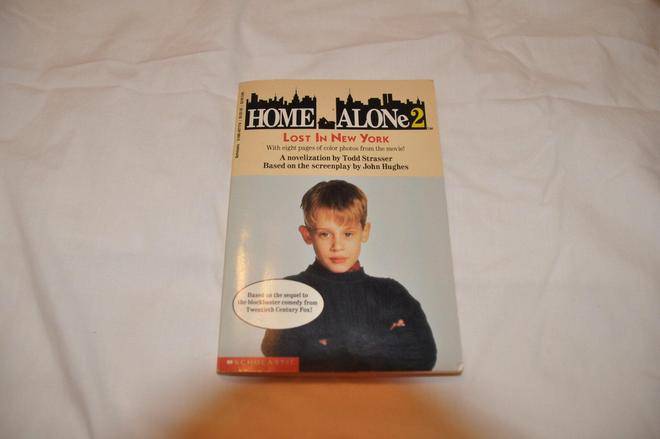 HOME ALONe2
LOST IN NEW YORK
With eight pages of color photos from the movie!
A novelization by Todd Strasser
Based on the screenplay by John Hughes
Based on the sequel to
the blockbuster comedy from
Twentieth Century Fox!
SCHOLASTIC